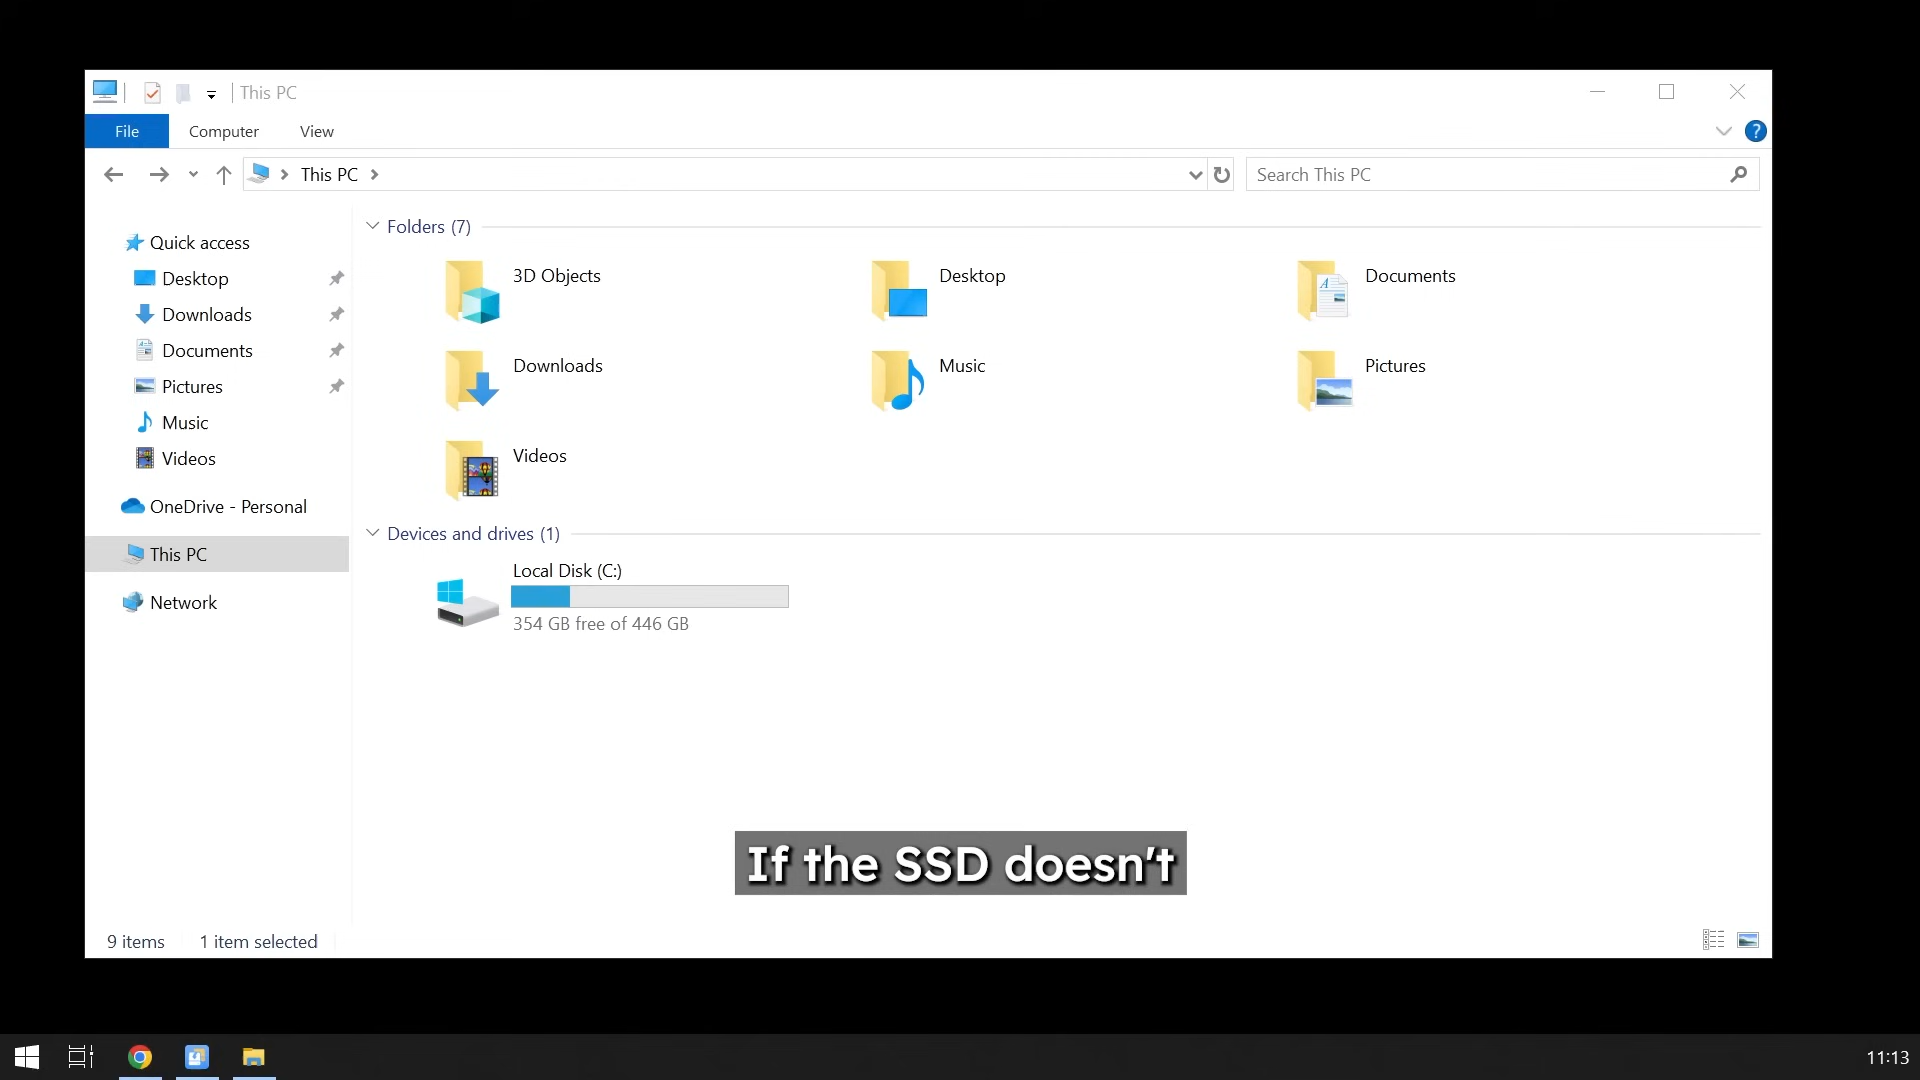 This PC
File Computer View
?
This PC
Search This PC
Quick access
Desktop
Downloads
Documents
Pictures
Music
Videos
OneDrive - Personal
This PC
Network
Folders (7)
3D Objects
Desktop
Documents
Downloads
Music
Pictures
Videos
Devices and drives (1)
Local Disk (C:)
354 GB free of 446 GB
If the SSD doesn't
9 items 1 item selected
11:13